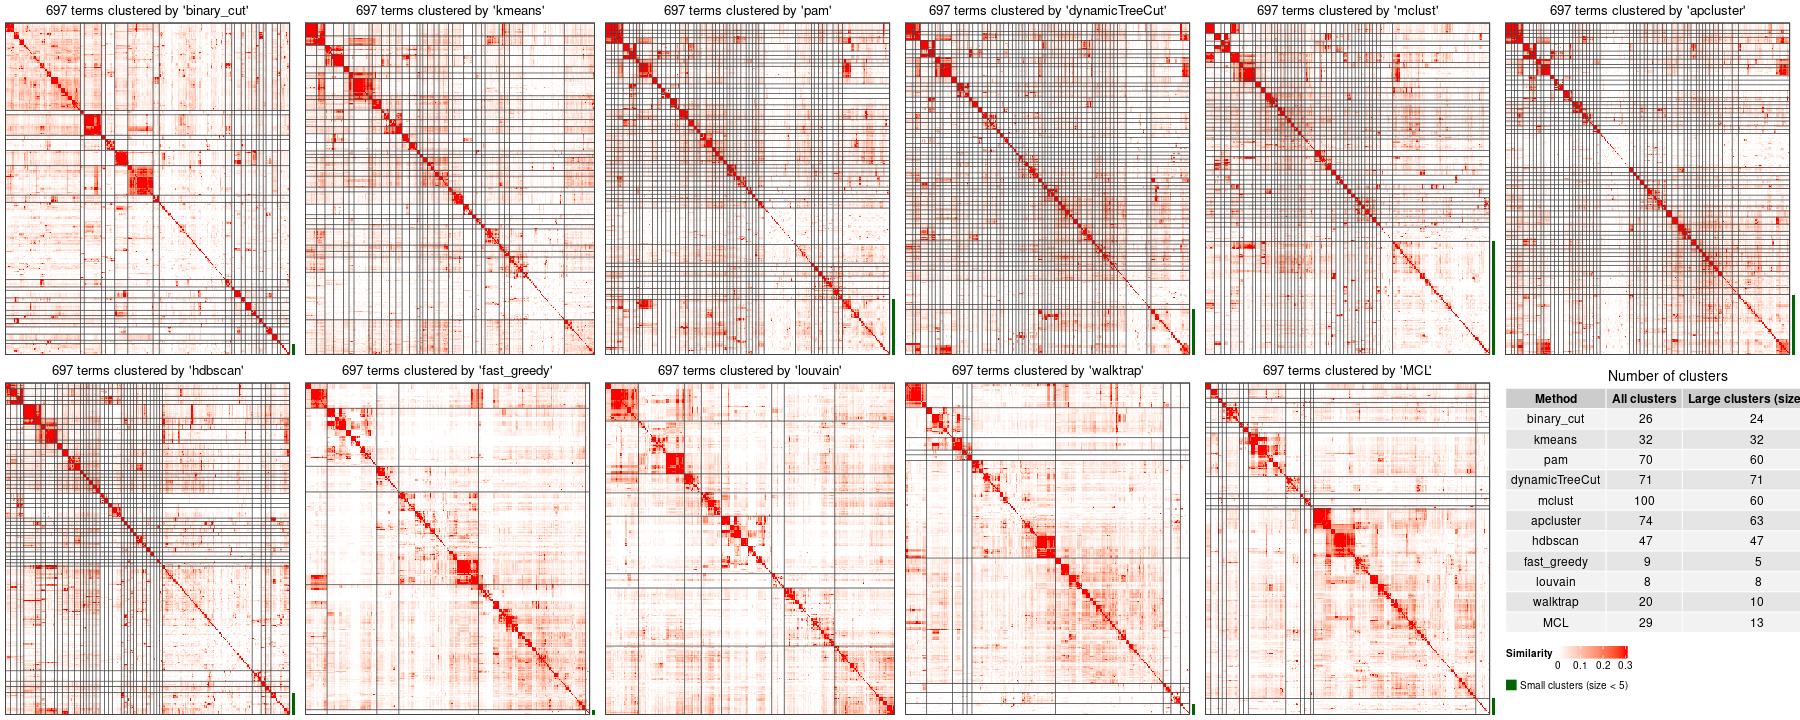 697 terms clustered by 'binary_cut'
697 terms clustered by 'kmeans'
697 terms clustered by 'pam'
697 terms clustered by 'dynamicTreeCut'
697 terms clustered by 'mclust'
697 terms clustered by 'apcluster'
697 terms clustered by 'hdbscan'
697 terms clustered by 'fast_greedy'
697 terms clustered by 'louvain'
697 terms clustered by 'walktrap'
697 terms clustered by 'MCL'
Number of clusters
Method All clusters Large clusters (size
binary_cut 26 24
kmeans 32 32
pam 70 60
dynamicTreeCut 71 71
mclust 100 60
apcluster 74 63
hdbscan 47 47
fast_greedy 9 5
louvain 8 8
walktrap 20 10
MCL 29 13
Similarity
0 0.1 0.2 0.3
Small clusters (size < 5)